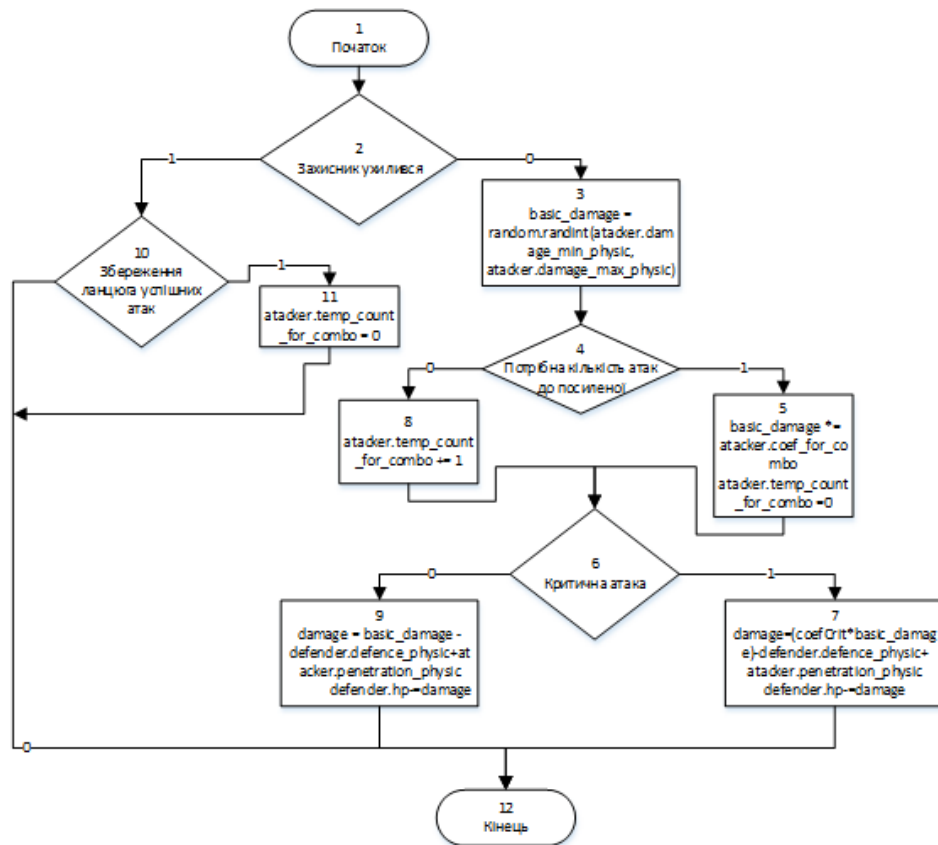 1
Початок
2
Захисник ухилився
1
0
3
basic_damage =
random.randint(atacker.dam
age_min_physic,
atacker.damage_max_physic)
10
Збереження
ланцюга успішних
атак
1
11
atacker.temp_count
_for_combo = 0
4
Потрібна кількість атак
до посиленої
0
1
8
atacker.temp_count
_for_combo += 1
5
basic_damage *=
atacker.coef_for_co
mbo
atacker.temp_count
_for_combo =0
6
Критична атака
0
1
9
damage = basic_damage -
defender.defence_physic+at
acker.penetration_physic
defender.hp-=damage
7
damage=(coefCrit*basic_damag
e)-defender.defence_physic+
atacker.penetration_physic
defender.hp-=damage
0
12
Кінець